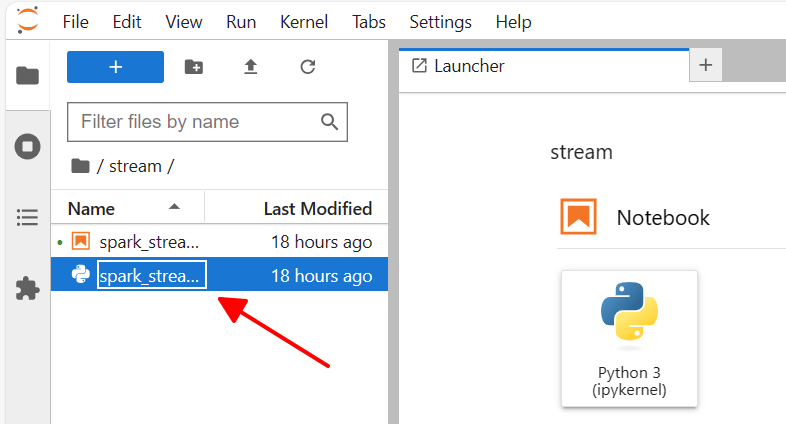 File Edit View Run Kernel Tabs Settings Help
+
Filter files by name
/ stream /
Name Last Modified
spark_strea... 18 hours ago
spark_strea... 18 hours ago
Launcher +
stream
Notebook
Python 3
(ipykernel)